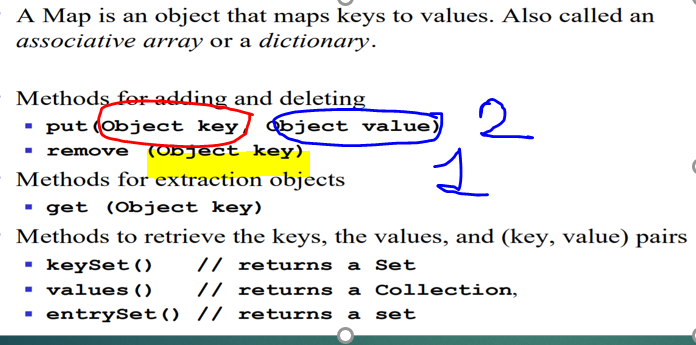 A Map is an object that maps keys to values. Also called an
associative array or a dictionary.
Methods for adding and deleting
put(Object key, Object value) 2
remove (Object key) 1
Methods for extraction objects
get (Object key)
Methods to retrieve the keys, the values, and (key, value) pairs
keySet() // returns a Set
values() // returns a Collection,
entrySet() // returns a set